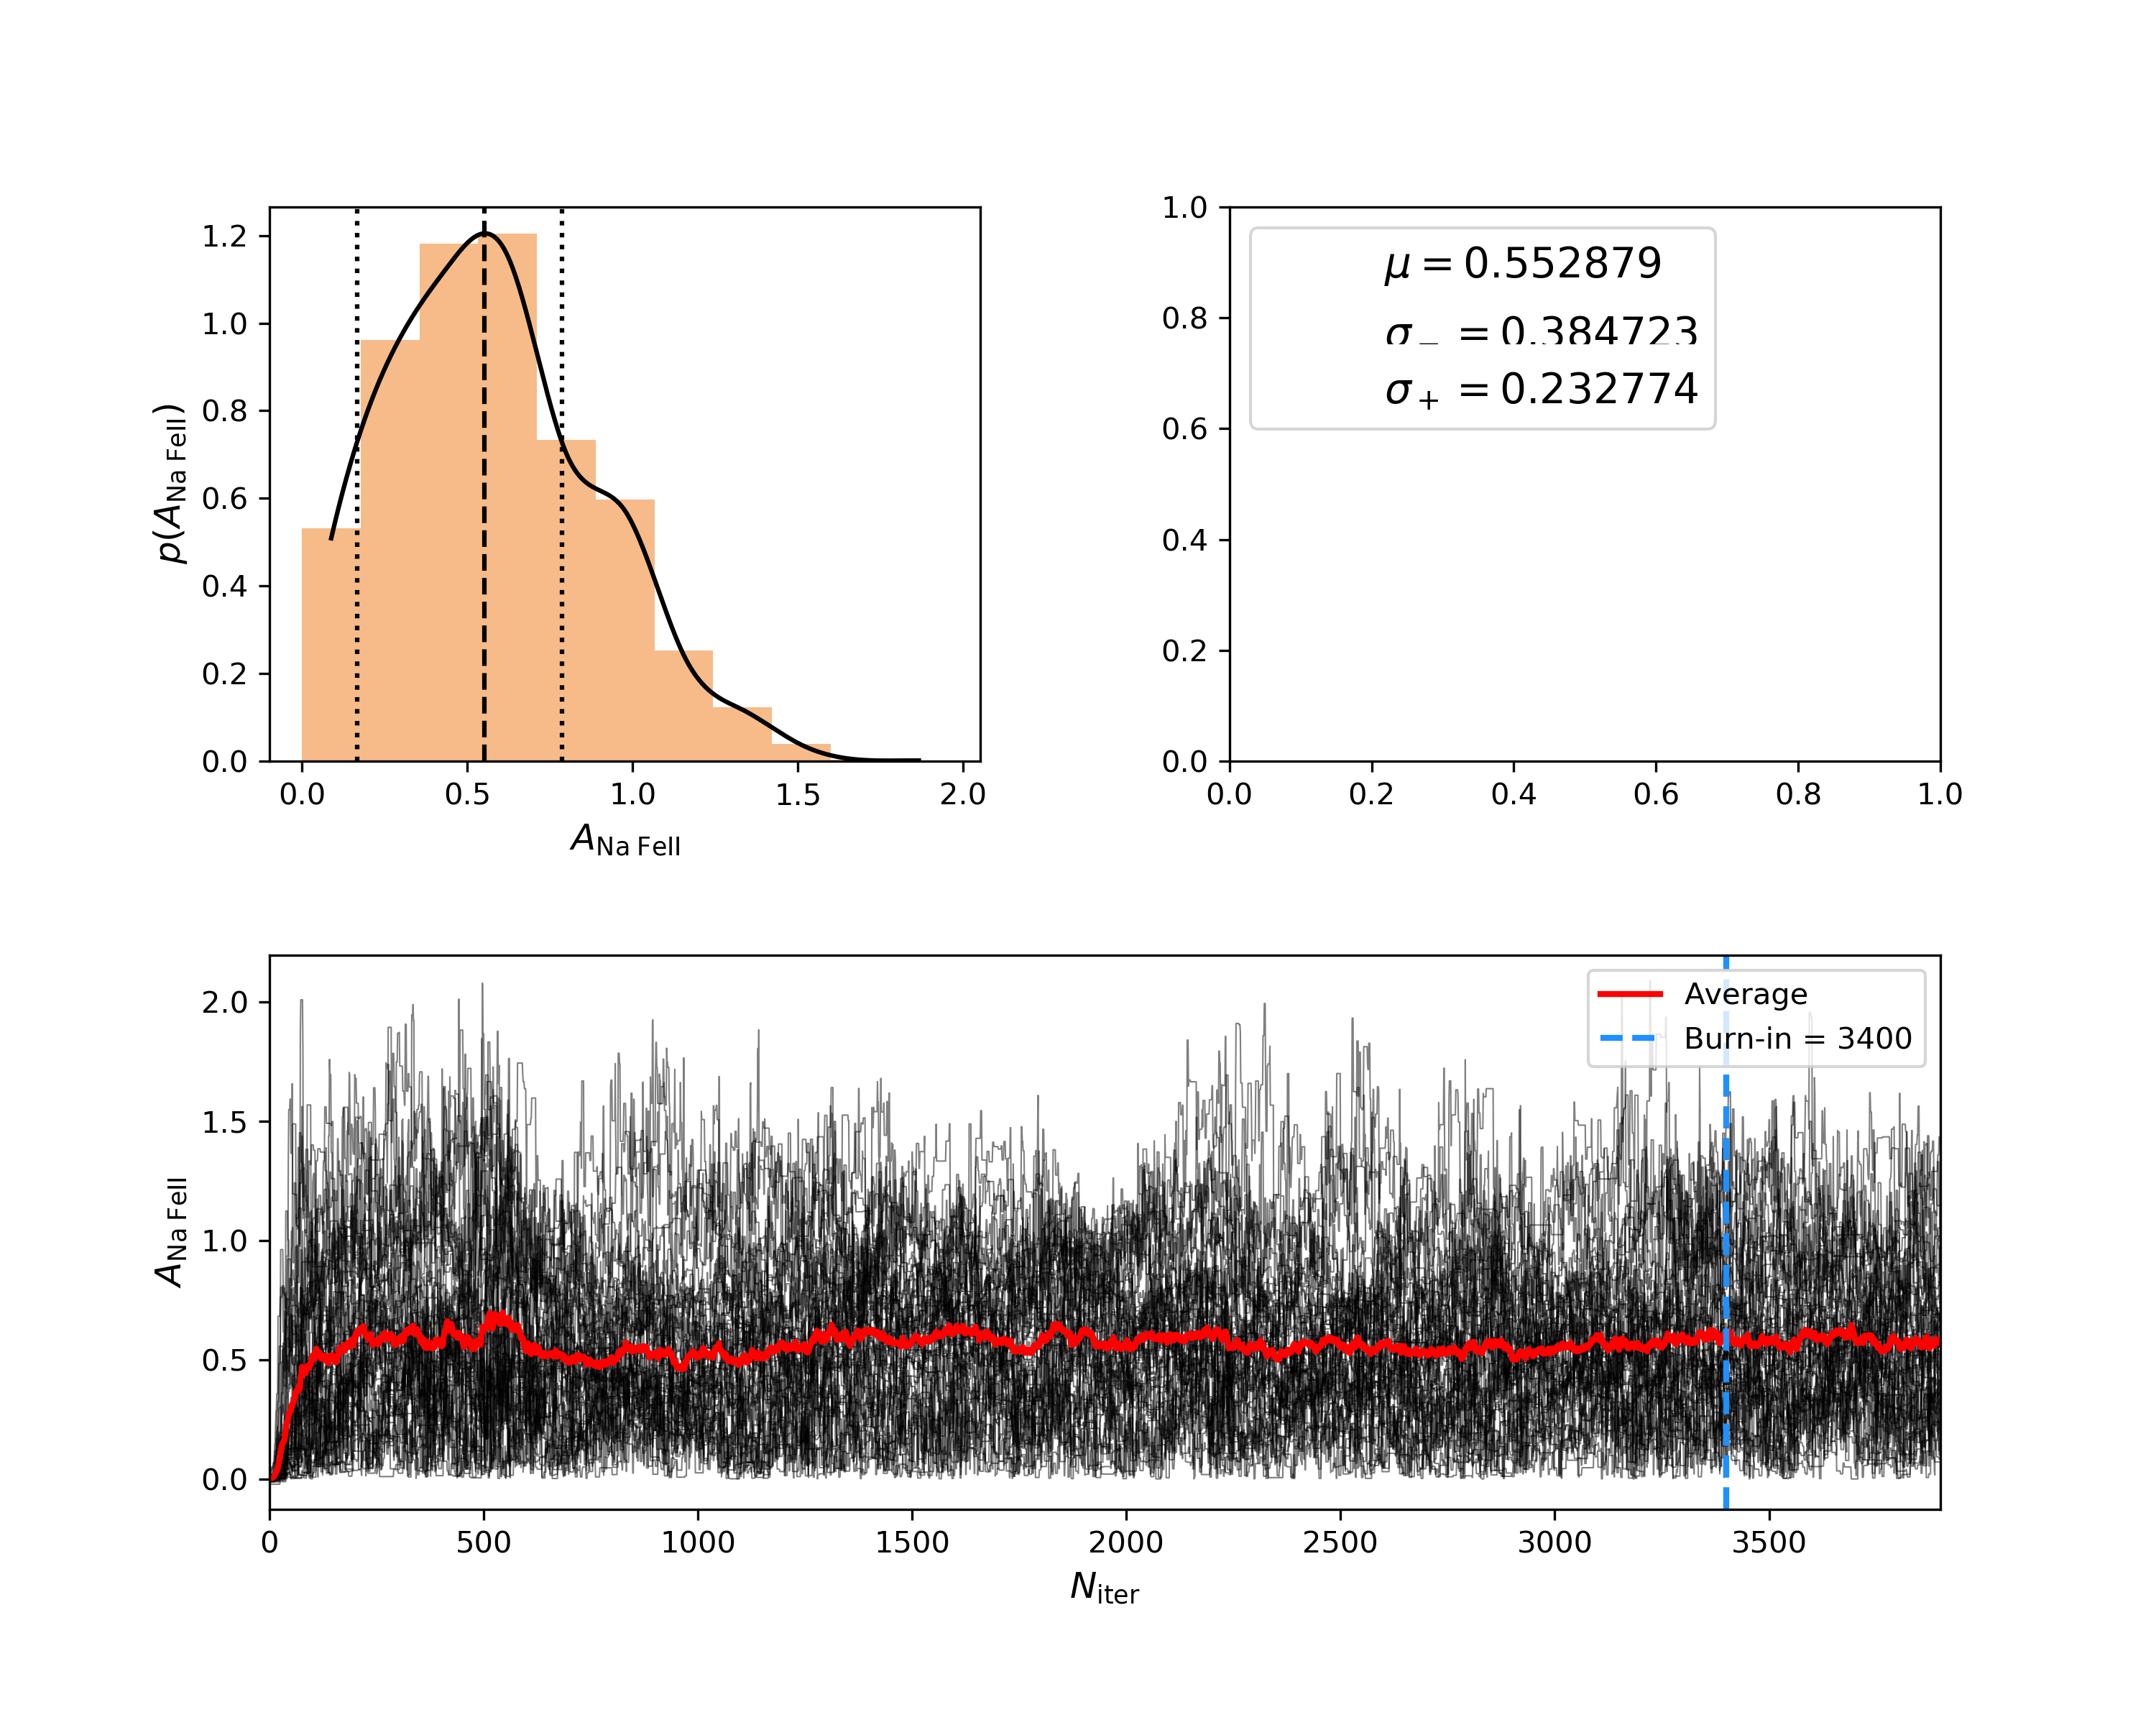 1.2
1.0
0.8
0.6
0.4
0.2
0.0
p(A_Na FeII)
0.0 0.5 1.0 1.5 2.0
A_Na FeII
1.0
0.8
0.6
0.4
0.2
0.0
μ = 0.552879
σ_− = 0.384723
σ_+ = 0.232774
0.0 0.2 0.4 0.6 0.8 1.0
2.0
1.5
1.0
0.5
0.0
A_Na FeII
Average
Burn-in = 3400
0 500 1000 1500 2000 2500 3000 3500
N_iter